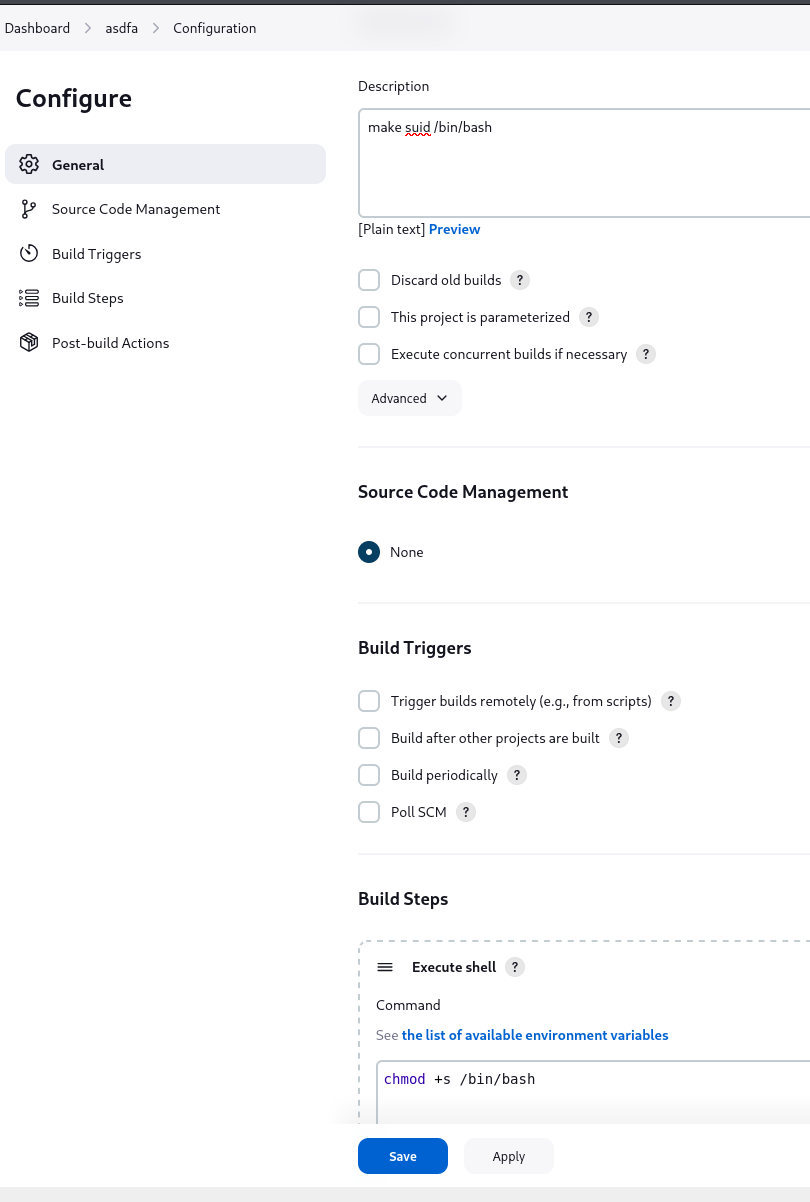 Dashboard > asdfa > Configuration
Configure
General
Source Code Management
Build Triggers
Build Steps
Post-build Actions
Description
make suid /bin/bash
[Plain text] Preview
Discard old builds ?
This project is parameterized ?
Execute concurrent builds if necessary ?
Advanced
Source Code Management
None
Build Triggers
Trigger builds remotely (e.g., from scripts) ?
Build after other projects are built ?
Build periodically ?
Poll SCM ?
Build Steps
Execute shell ?
Command
See the list of available environment variables
chmod +s /bin/bash
Save Apply